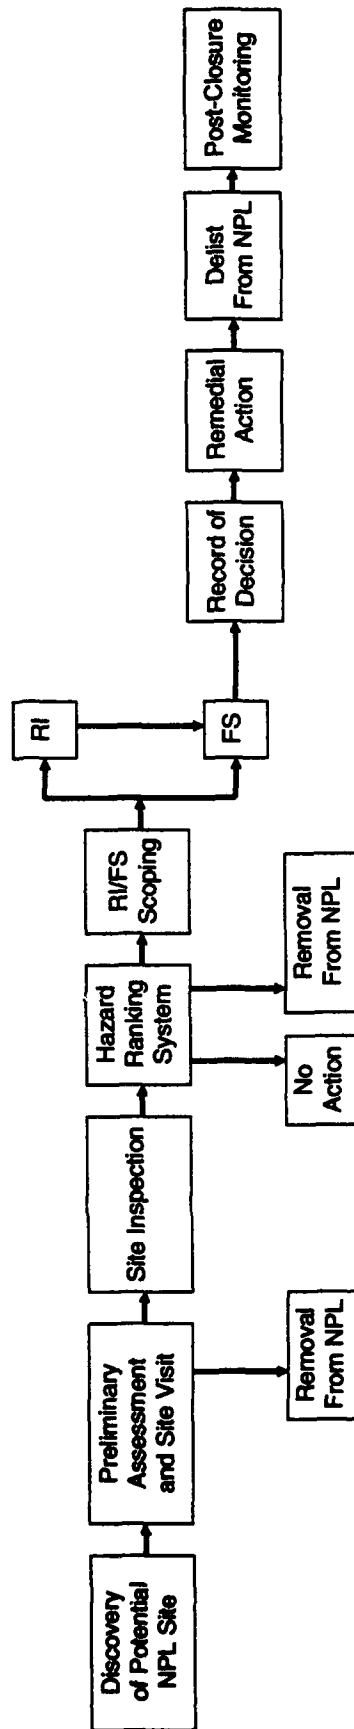 Discovery
of Potential
NPL Site
Preliminary
Assessment
and Site Visit
Removal
From NPL
Site Inspection
Hazard
Ranking
System
No
Action
Removal
From NPL
RI/FS
Scoping
RI
FS
Record of
Decision
Remedial
Action
Delist
From NPL
Post-Closure
Monitoring